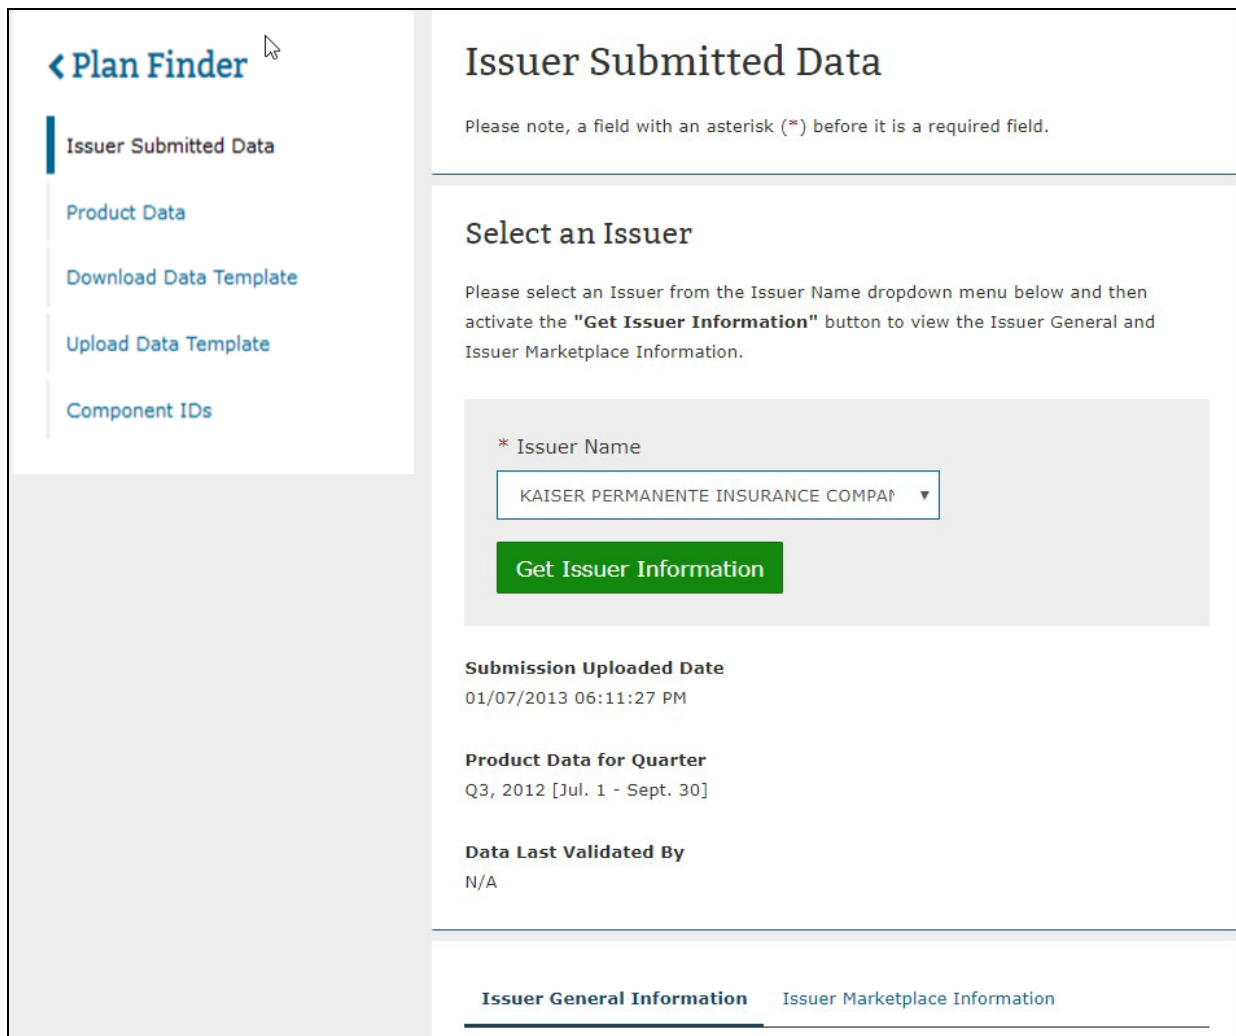 Plan Finder
Issuer Submitted Data
Product Data
Download Data Template
Upload Data Template
Component IDs
Issuer Submitted Data
Please note, a field with an asterisk (*) before it is a required field.
Select an Issuer
Please select an Issuer from the Issuer Name dropdown menu below and then
activate the "Get Issuer Information" button to view the Issuer General and
Issuer Marketplace Information.
* Issuer Name
KAISER PERMANENTE INSURANCE COMPAN
Get Issuer Information
Submission Uploaded Date
01/07/2013 06:11:27 PM
Product Data for Quarter
Q3, 2012 [Jul. 1 - Sept. 30]
Data Last Validated By
N/A
Issuer General Information Issuer Marketplace Information